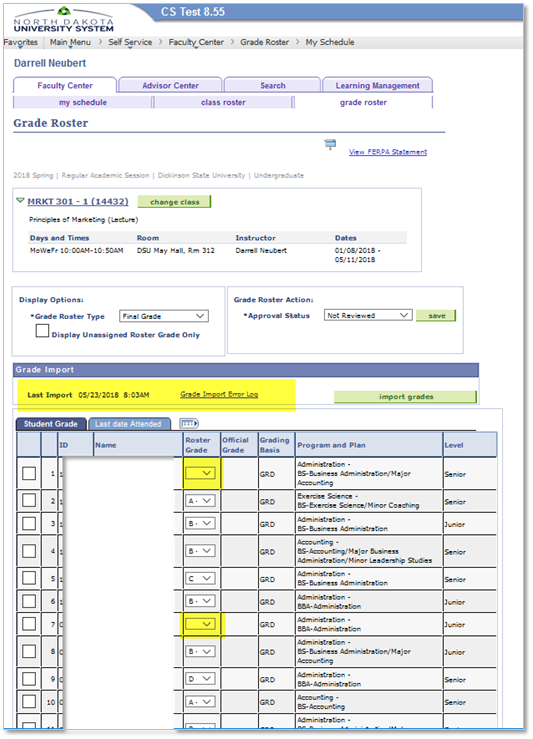 CS Test 8.55
NORTH DAKOTA
UNIVERSITY SYSTEM
Favorites Main Menu > Self Service > Faculty Center > Grade Roster > My Schedule
Darrell Neubert
Faculty Center Advisor Center Search Learning Management
my schedule class roster grade roster
Grade Roster
View FERPA Statement
2018 Spring | Regular Academic Session | Dickinson State University | Undergraduate
MRKT 301 - 1 (14432) change class
Principles of Marketing (Lecture)
Days and Times Room Instructor Dates
MoWeFr 10:00AM-10:50AM DSU May Hall, Rm 312 Darrell Neubert 01/08/2018 -
05/11/2018
Display Options:
*Grade Roster Type Final Grade
Display Unassigned Roster Grade Only
Grade Roster Action:
*Approval Status Not Reviewed save
Grade Import
Last Import 05/23/2018 8:03AM Grade Import Error Log import grades
Student Grade Last date Attended
ID Name Roster Grade Official Grade Grading Basis Program and Plan Level
1 1 GRD Administration -
BS-Business Administration/Major
Accounting Senior
2 1 A - GRD Exercise Science -
BS-Exercise Science/Minor Coaching Senior
3 1 B - GRD Administration -
BS-Business Administration Junior
4 1 B - GRD Accounting -
BS-Accounting/Major Business
Administration/Minor Leadership Studies Senior
5 1 C - GRD Administration -
BS-Business Administration Senior
6 1 B - GRD Administration -
BBA-Administration Junior
7 0 GRD Administration -
BBA-Administration Junior
8 0 B - GRD Administration -
BS-Business Administration/Major
Accounting Junior
9 0 D - GRD Administration -
BBA-Administration Senior
10 0 A - GRD Accounting -
BS-Accounting Senior